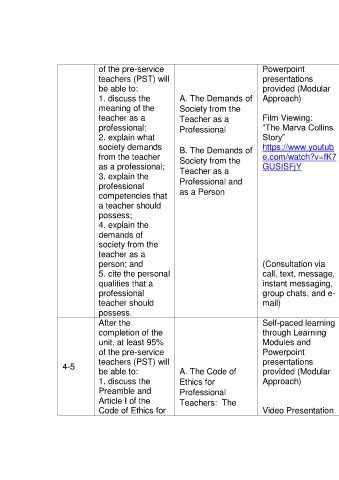 of the pre-service
teachers (PST) will
be able to:
1. discuss the
meaning of the
teacher as a
professional;
2. explain what
society demands
from the teacher
as a professional;
3. explain the
professional
competencies that
a teacher should
possess;
4. explain the
demands of
society from the
teacher as a
person; and
5. cite the personal
qualities that a
professional
teacher should
possess.
A. The Demands of
Society from the
Teacher as a
Professional
B. The Demands of
Society from the
Teacher as a
Professional and
as a Person
Powerpoint
presentations
provided (Modular
Approach)
Film Viewing:
“The Marva Collins
Story”
https://www.youtub
e.com/watch?v=fK7
GUSISFjY
(Consultation via
call, text, message,
instant messaging,
group chats, and e-
mail)
4-5
After the
completion of the
unit, at least 95%
of the pre-service
teachers (PST) will
be able to:
1. discuss the
Preamble and
Article I of the
Code of Ethics for
A. The Code of
Ethics for
Professional
Teachers: The
Self-paced learning
through Learning
Modules and
Powerpoint
presentations
provided (Modular
Approach)
Video Presentation